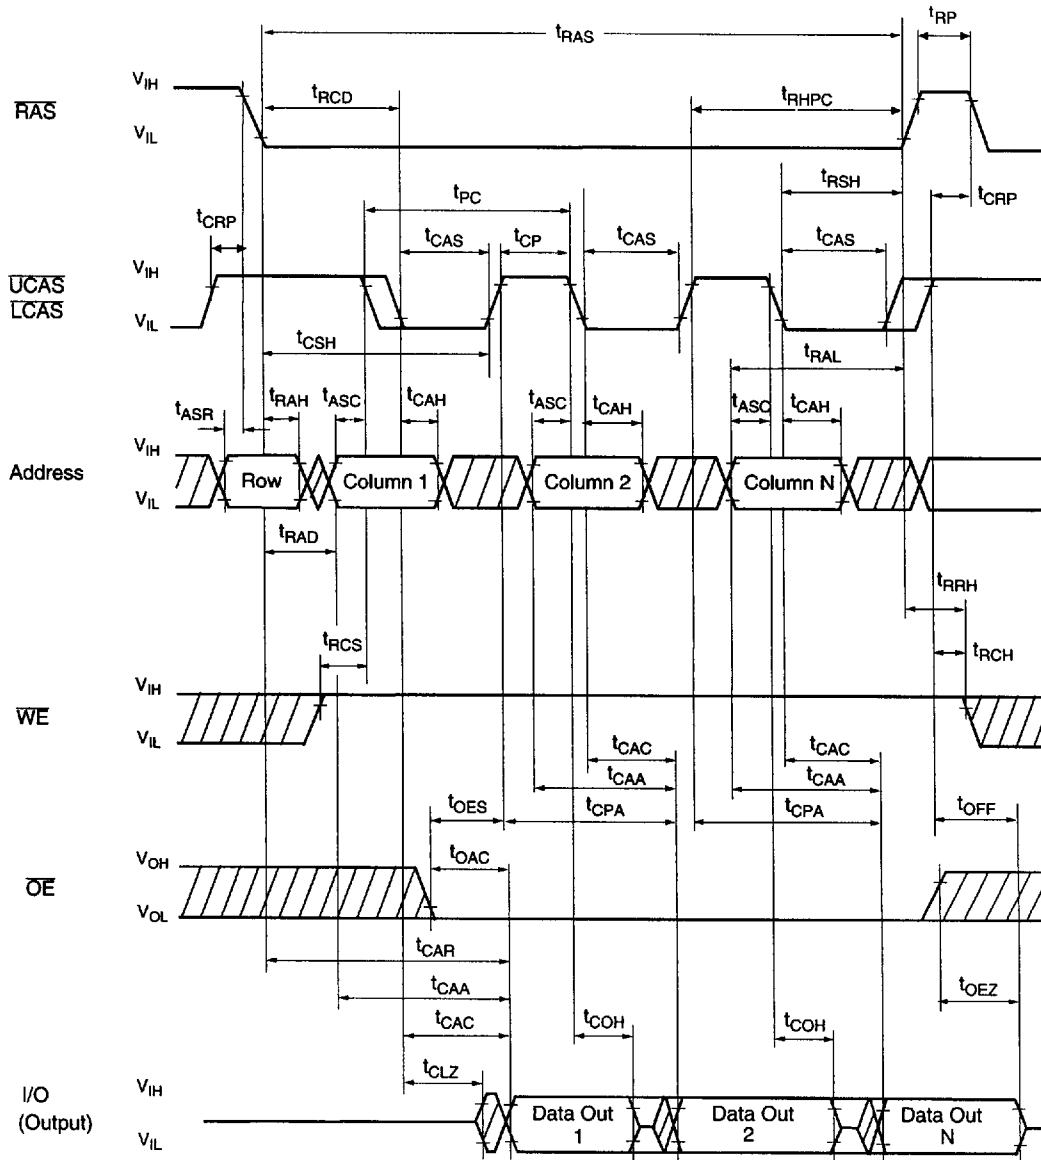 tRP
tRAS
VIH
tRCD
tRHPC
RAS
VIL
tRSH
tPC
tCRP
tCRP
tCAS
tCP
tCAS
tCAS
VIH
UCAS
LCAS
VIL
tCSH
tRAL
tASR
tRAH
tASC
tCAH
tASC
tCAH
tASC
tCAH
VIH
Address
Row
Column 1
Column 2
Column N
VIL
tRAD
tRRH
tRCS
tRCH
VIH
WE
VIL
tCAC
tCAC
tCAA
tCAA
tOES
tCPA
tCPA
tOFF
VOH
tOAC
OE
VOL
tCAR
tCAA
tOEZ
tCAC
tCOH
tCOH
tCLZ
I/O
(Output)
VIH
Data Out
1
Data Out
2
Data Out
N
VIL